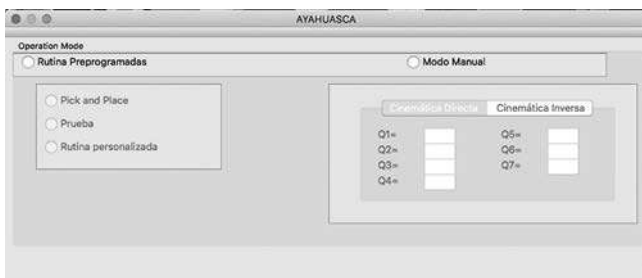 AYAHUASCA
Operation Mode
Rutina Preprogramadas
Modo Manual
Pick and Place
Prueba
Rutina personalizada
Cinemática Directa
Cinemática Inversa
Q1=
Q5=
Q2=
Q6=
Q3=
Q7=
Q4=